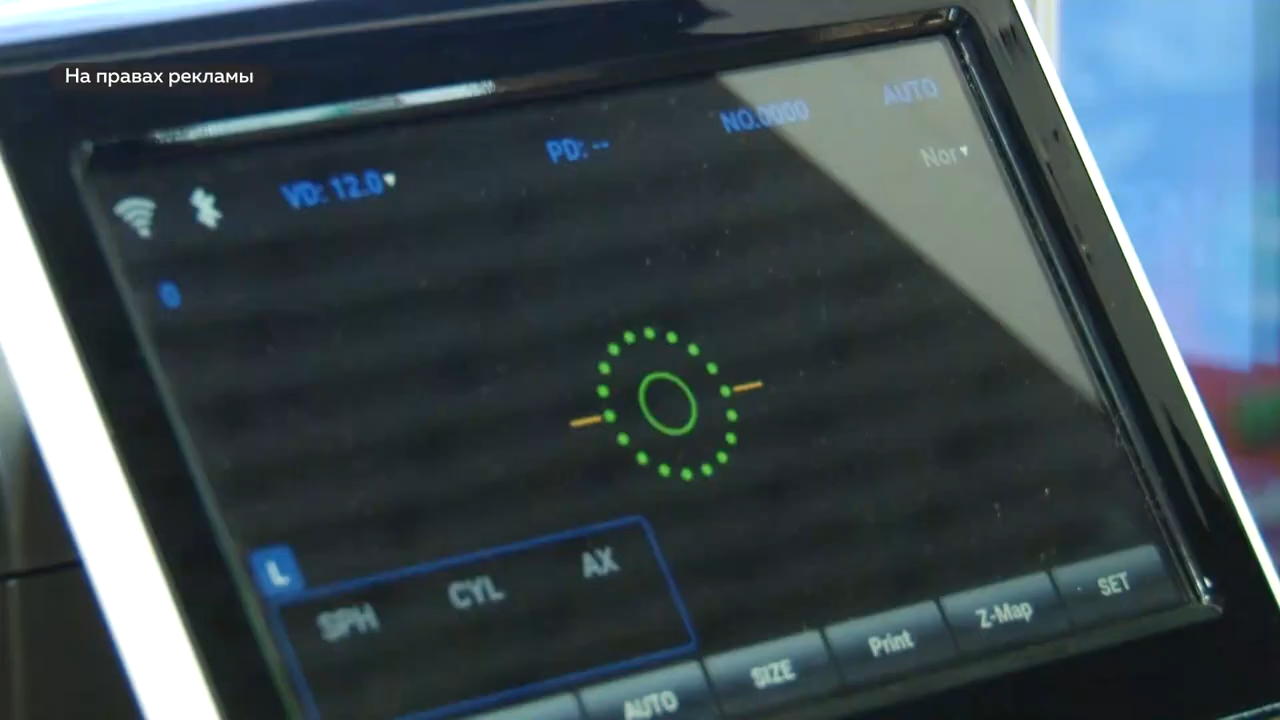 На правах рекламы
VD: 12.0 PD: -- NO.0000 AUTO
Nor
0
L
SPH CYL AX
AUTO SIZE Print Z-Map SET